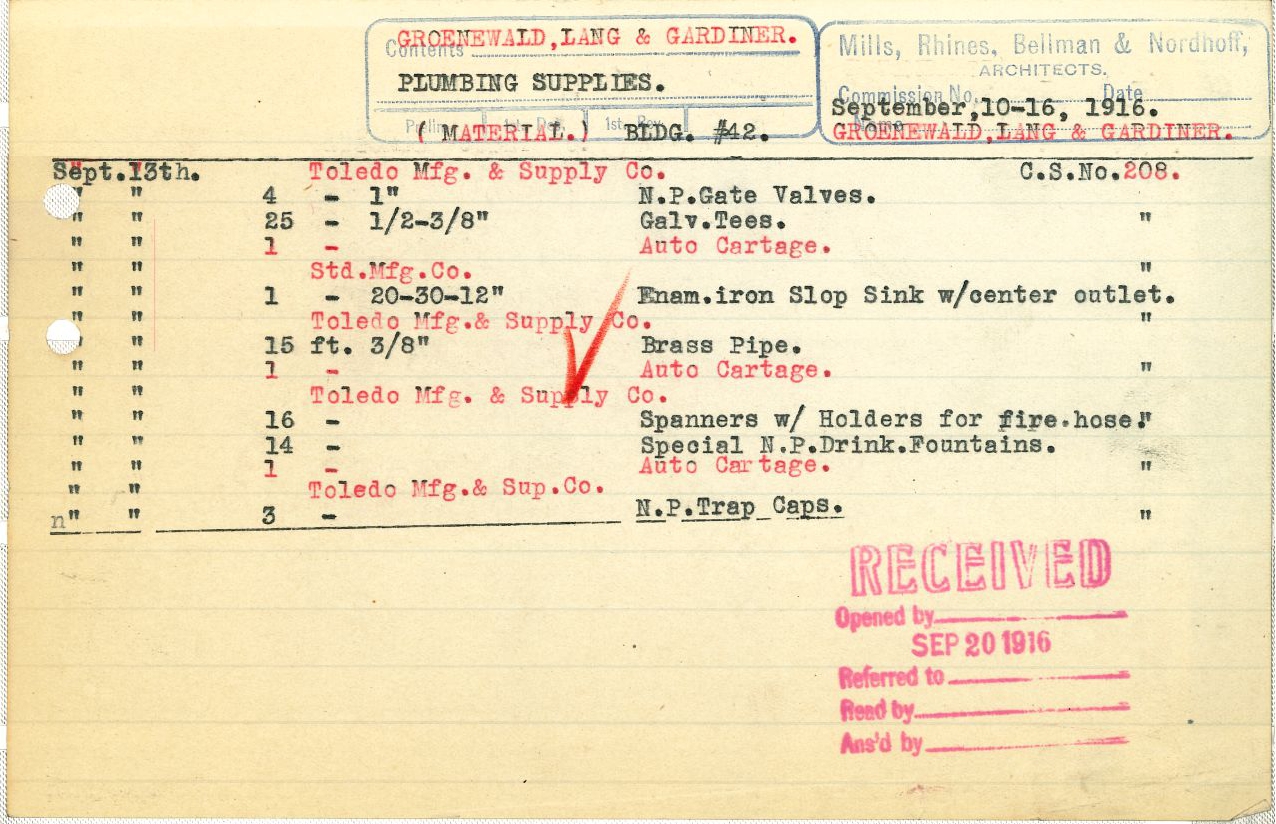 GROENEWALD,LANG & GARDINER.
Contents
PLUMBING SUPPLIES.
( MATERIAL.) BLDG. #42.
Mills, Rhines, Bellman & Nordhoff,
ARCHITECTS.
Commission No. Date
September,10-16, 1916.
Name
GROENEWALD,LANG & GARDINER.
Sept.13th. Toledo Mfg. & Supply Co. C.S.No.208.
" " 4 - 1" N.P.Gate Valves.
" " 25 - 1/2-3/8" Galv.Tees. "
" " 1 - Auto Cartage.
" " Std.Mfg.Co. "
" " 1 - 20-30-12" Enam.iron Slop Sink w/center outlet.
" " Toledo Mfg.& Supply Co. "
" " 15 ft. 3/8" Brass Pipe.
" " 1 - Auto Cartage. "
" " Toledo Mfg. & Supply Co.
" " 16 - Spanners w/ Holders for fire.hose."
" " 14 - Special N.P.Drink.Fountains.
" " 1 - Auto Cartage. "
" " Toledo Mfg.& Sup.Co.
n" " 3 - N.P.Trap Caps. "
RECEIVED
Opened by
SEP 20 1916
Referred to
Read by
Ans'd by